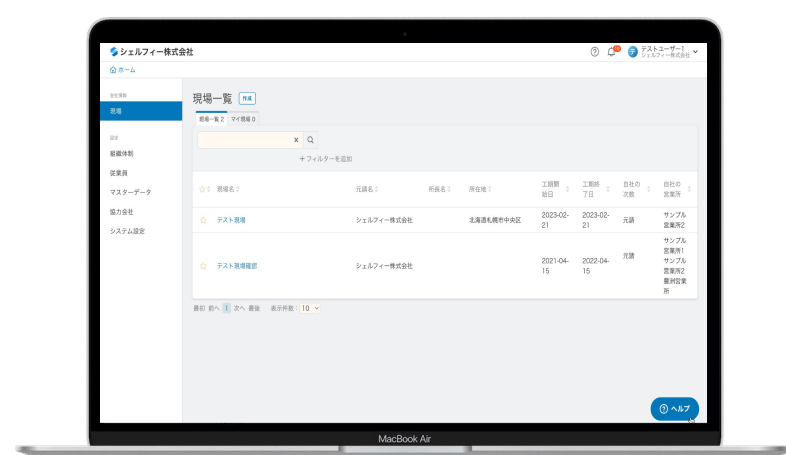 シェルフィー株式会社
テストユーザー1
シェルフィー株式会社
ホーム
会社情報
現場
設定
組織体制
従業員
マスターデータ
協力会社
システム設定
現場一覧 作成
現場一覧 2 マイ現場 0
x
+ フィルターを追加
現場名 元請名 所長名 所在地 工期開始日 工期終了日 自社の次数 自社の営業所
テスト現場 シェルフィー株式会社 北海道札幌市中央区 2023-02-21 2023-02-21 元請 サンプル営業所2
テスト現場確認 シェルフィー株式会社 2021-04-15 2022-04-15 元請 サンプル営業所1 サンプル営業所2 豊洲営業所
最初 前へ 1 次へ 最後 表示件数: 10
ヘルプ
MacBook Air